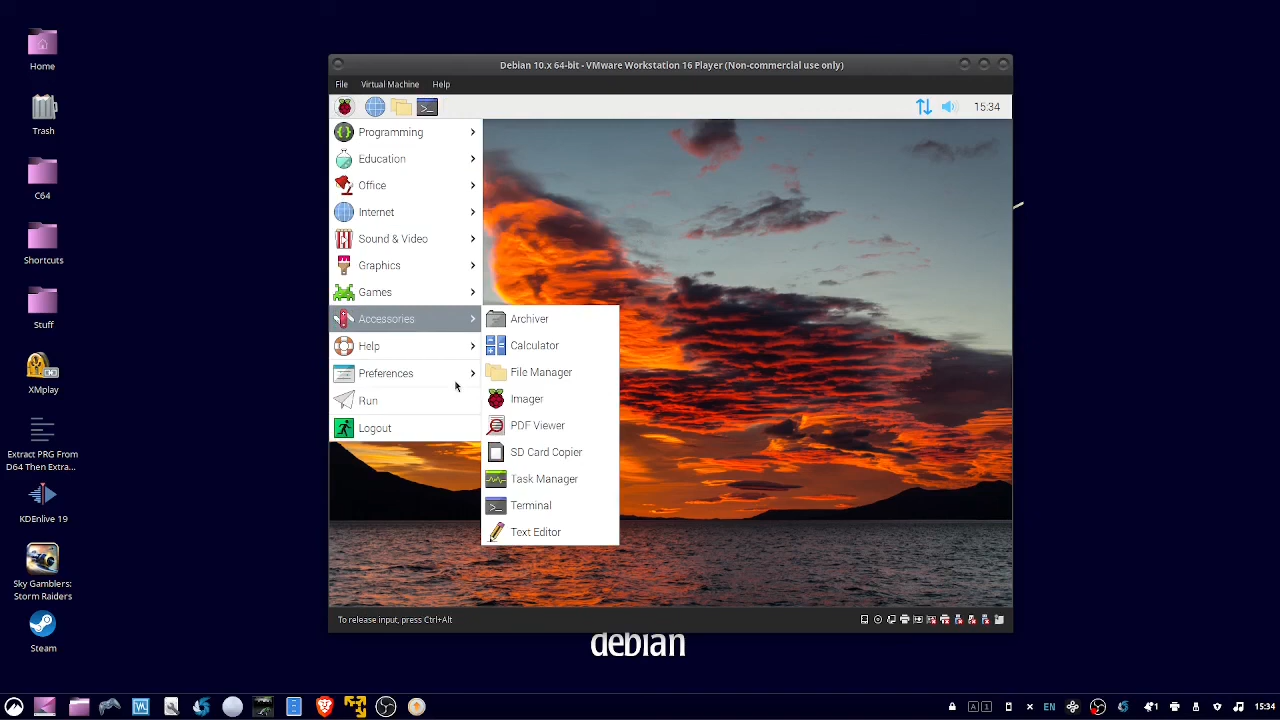 Home
Trash
C64
Shortcuts
Stuff
XMplay
Extract PRG From
D64 Then Extra...
KDEnlive 19
Sky Gamblers:
Storm Raiders
Steam
Debian 10.x 64-bit - VMware Workstation 16 Player (Non-commercial use only)
File Virtual Machine Help
15:34
Programming
Education
Office
Internet
Sound & Video
Graphics
Games
Accessories
Help
Preferences
Run
Logout
Archiver
Calculator
File Manager
Imager
PDF Viewer
SD Card Copier
Task Manager
Terminal
Text Editor
To release input, press Ctrl+Alt
debian
A 1
EN
1
15:34